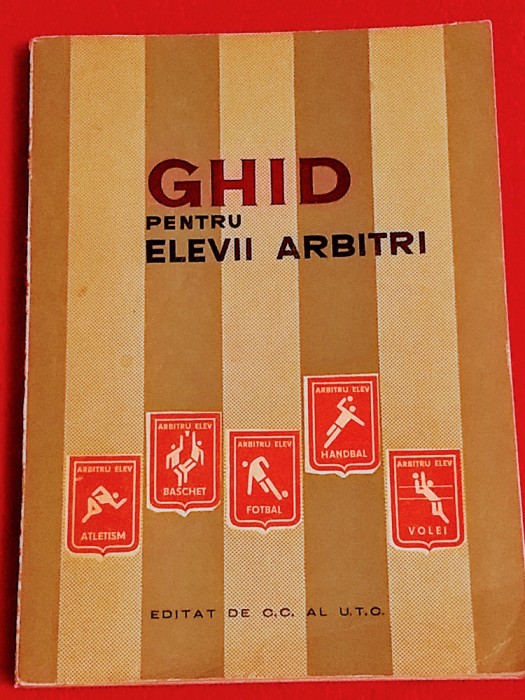 GHID
PENTRU
ELEVII ARBITRI
ARBITRU ELEV
HANDBAL
ARBITRU ELEV
BASCHET
ARBITRU ELEV
FOTBAL
ARBITRU ELEV
VOLEI
ARBITRU ELEV
ATLETISM
EDITAT DE C.C. AL U.T.C.